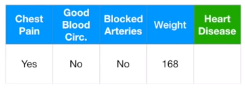 Chest Pain
Good Blood Circ.
Blocked Arteries
Weight
Heart Disease
Yes No No 168